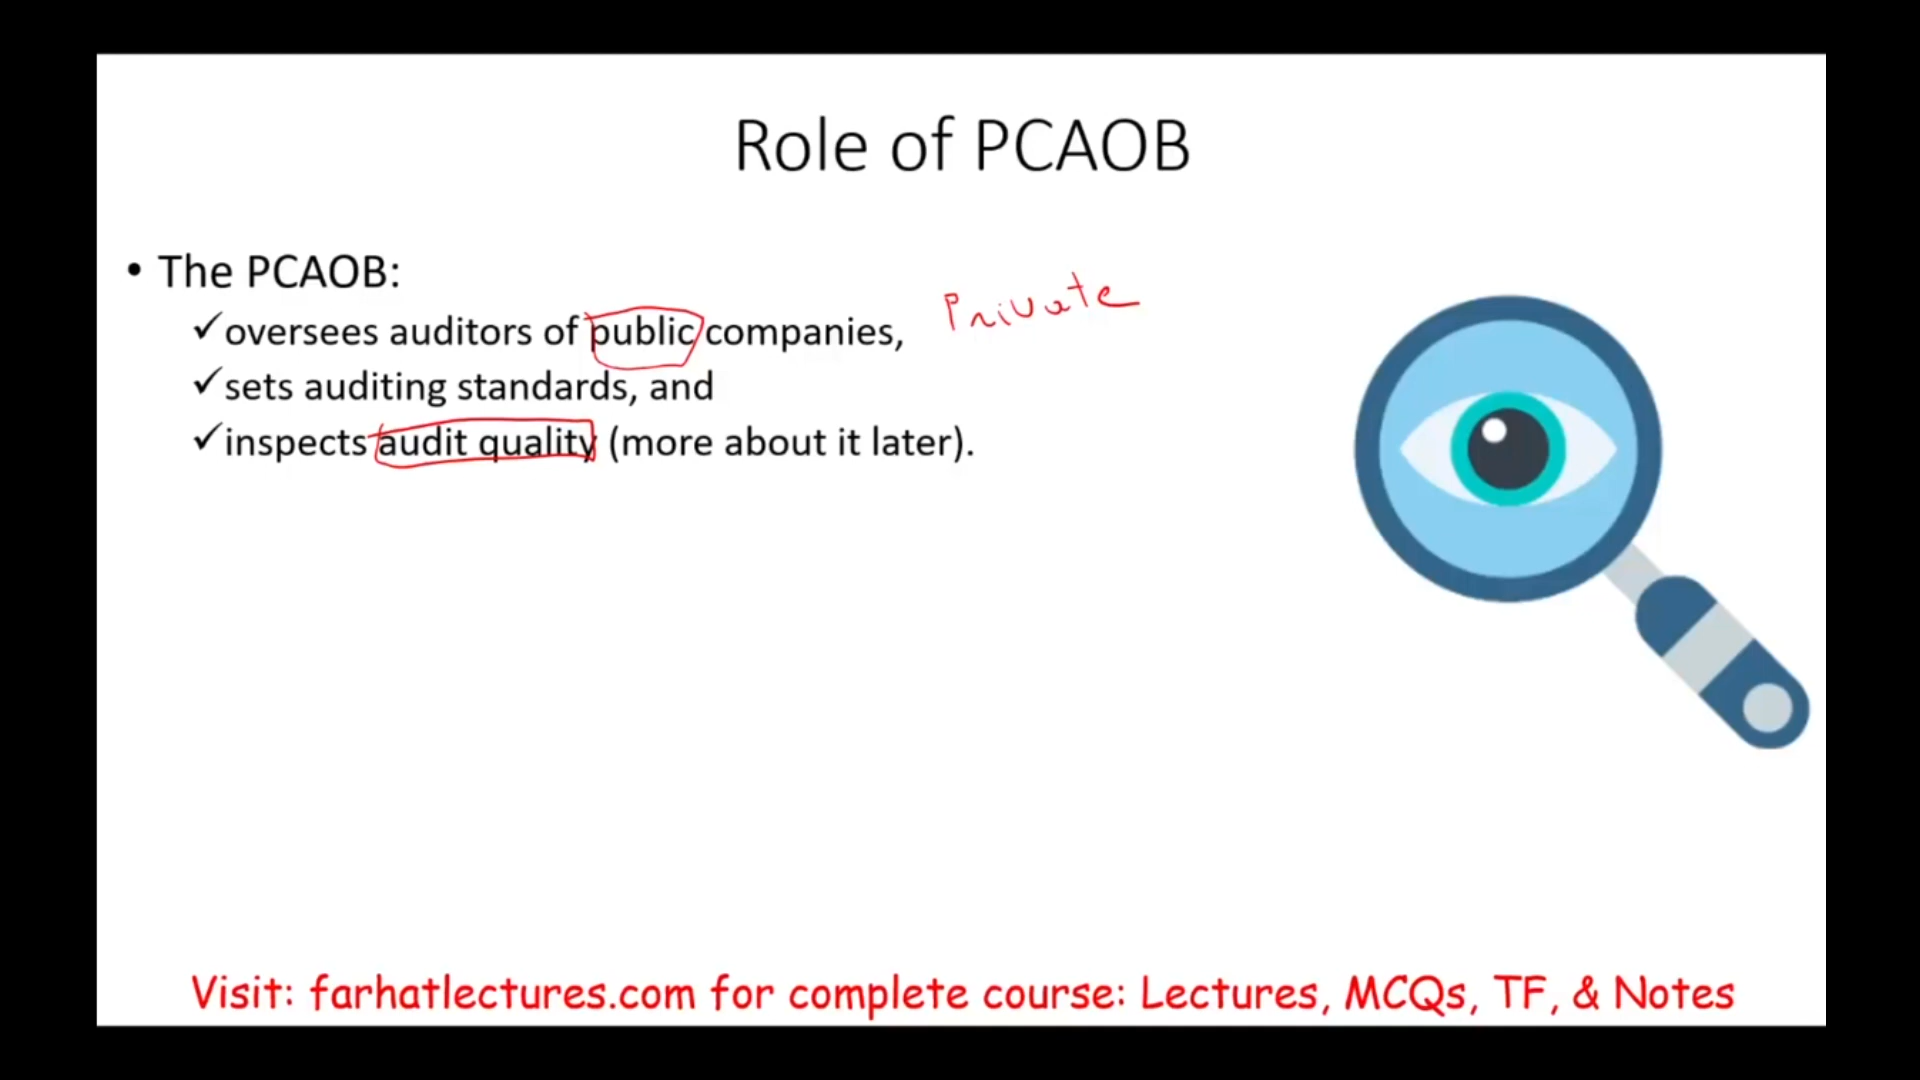 Role of PCAOB
• The PCAOB:
✓oversees auditors of public companies, Private
✓sets auditing standards, and
✓inspects audit quality (more about it later).
Visit: farhatlectures.com for complete course: Lectures, MCQs, TF, & Notes